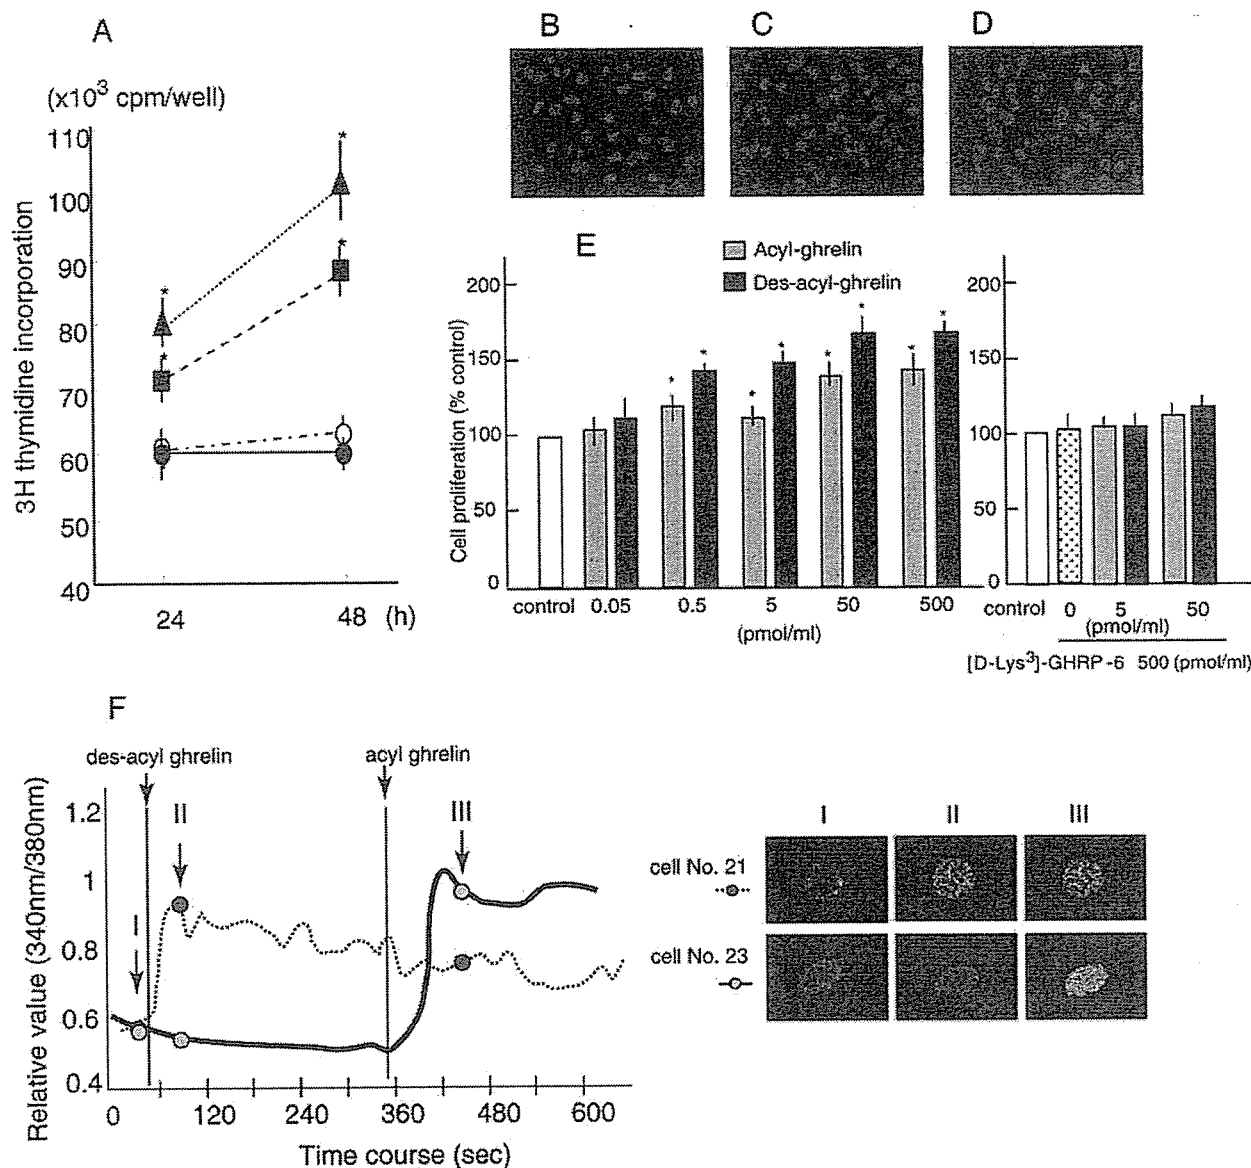 A
B
C
D
(x10³ cpm/well)
110
100
90
80
70
60
50
40
3H thymidine incorporation
24
48
(h)
* * * *
E
Acyl-ghrelin
Des-acyl-ghrelin
Cell proliferation (% control)
200
150
100
50
0
* * * * * * * *
control 0.05 0.5 5 50 500
(pmol/ml)
200
150
100
50
0
control 0 5 50
(pmol/ml)
[D-Lys³]-GHRP-6 500 (pmol/ml)
F
des-acyl ghrelin
acyl ghrelin
I
II
III
Relative value (340nm/380nm)
1.2
1
0.8
0.6
0.4
0 120 240 360 480 600
Time course (sec)
I II III
cell No. 21
cell No. 23